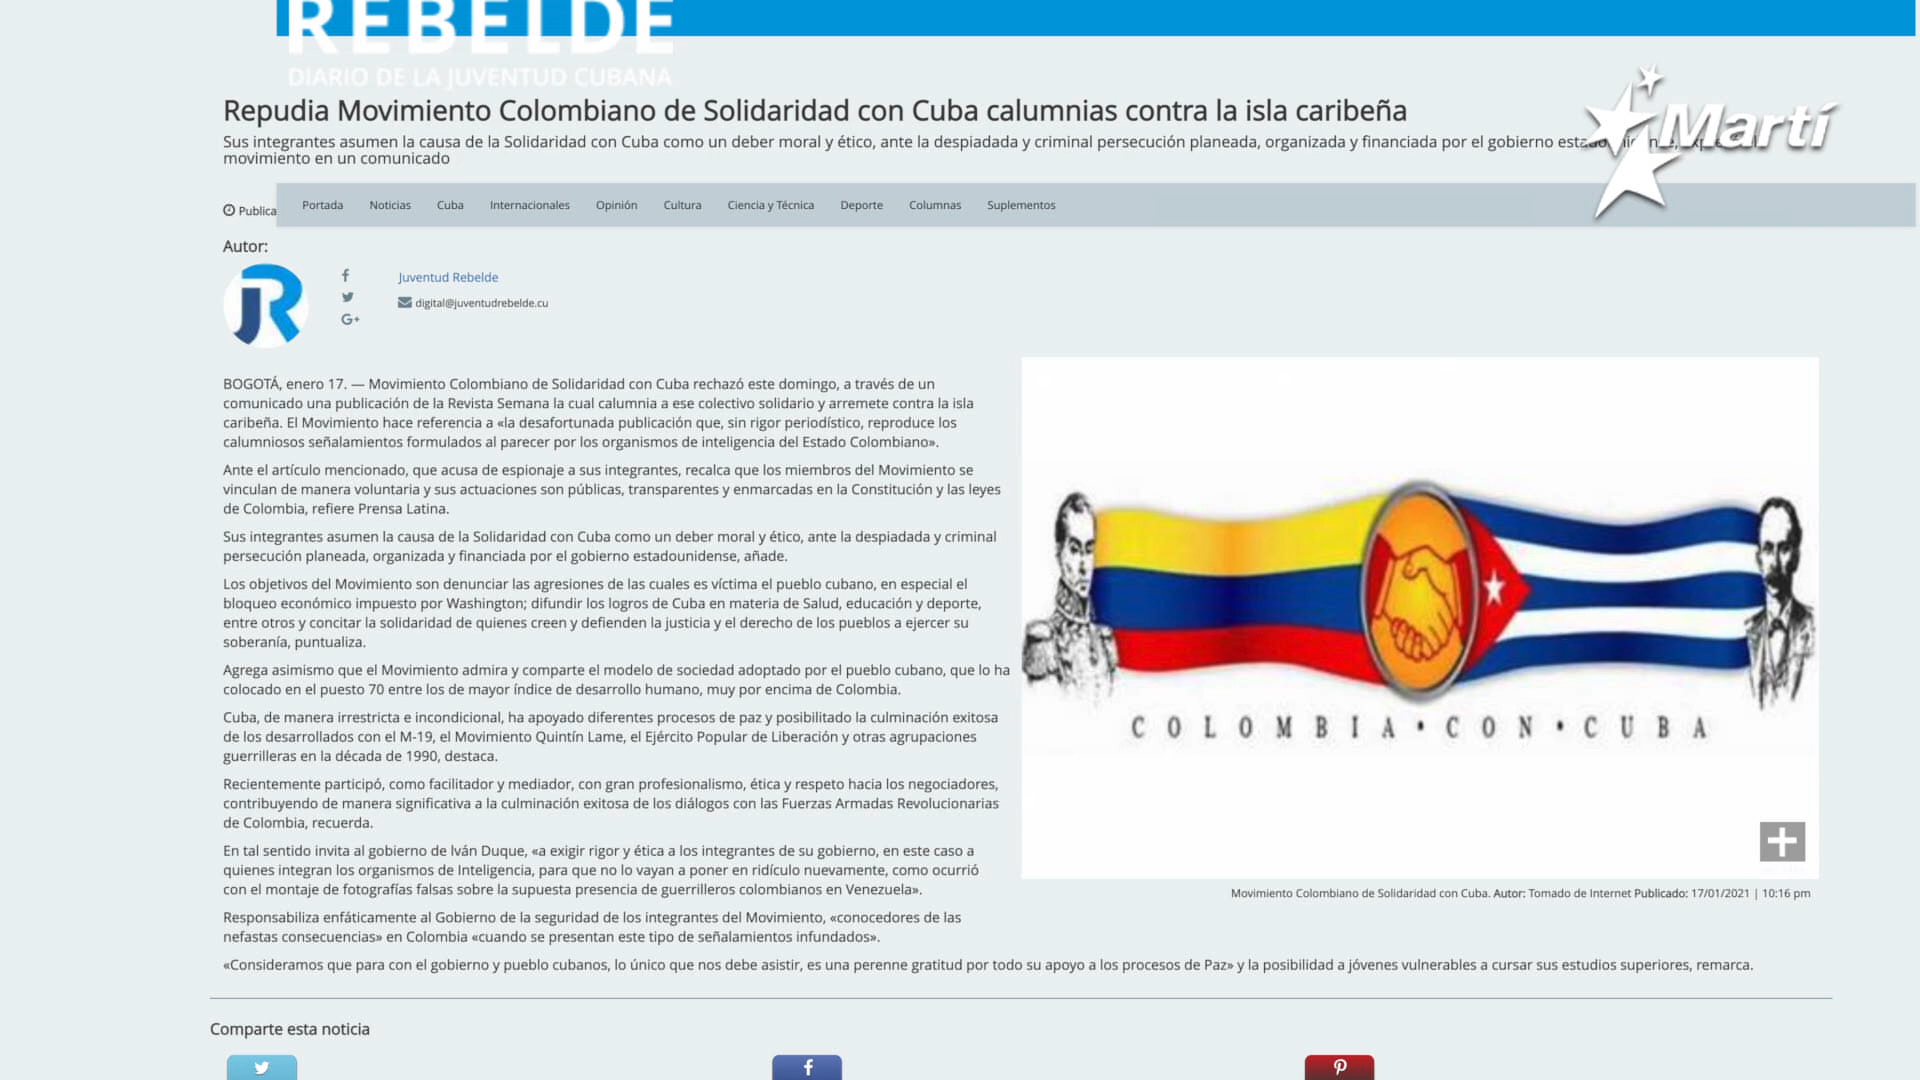 REBELDE
DIARIO DE LA JUVENTUD CUBANA
Martí
Repudia Movimiento Colombiano de Solidaridad con Cuba calumnias contra la isla caribeña
Sus integrantes asumen la causa de la Solidaridad con Cuba como un deber moral y ético, ante la despiadada y criminal persecución planeada, organizada y financiada por el gobierno
movimiento en un comunicado
Publica
Portada Noticias Cuba Internacionales Opinión Cultura Ciencia y Técnica Deporte Columnas Suplementos
Autor:
JR
Juventud Rebelde
digital@juventudrebelde.cu
BOGOTÁ, enero 17. — Movimiento Colombiano de Solidaridad con Cuba rechazó este domingo, a través de un
comunicado una publicación de la Revista Semana la cual calumnia a ese colectivo solidario y arremete contra la isla
caribeña. El Movimiento hace referencia a «la desafortunada publicación que, sin rigor periodístico, reproduce los
calumniosos señalamientos formulados al parecer por los organismos de inteligencia del Estado Colombiano».
Ante el artículo mencionado, que acusa de espionaje a sus integrantes, recalca que los miembros del Movimiento se
vinculan de manera voluntaria y sus actuaciones son públicas, transparentes y enmarcadas en la Constitución y las leyes
de Colombia, refiere Prensa Latina.
Sus integrantes asumen la causa de la Solidaridad con Cuba como un deber moral y ético, ante la despiadada y criminal
persecución planeada, organizada y financiada por el gobierno estadounidense, añade.
Los objetivos del Movimiento son denunciar las agresiones de las cuales es víctima el pueblo cubano, en especial el
bloqueo económico impuesto por Washington; difundir los logros de Cuba en materia de Salud, educación y deporte,
entre otros y concitar la solidaridad de quienes creen y defienden la justicia y el derecho de los pueblos a ejercer su
soberanía, puntualiza.
Agrega asimismo que el Movimiento admira y comparte el modelo de sociedad adoptado por el pueblo cubano, que lo ha
colocado en el puesto 70 entre los de mayor índice de desarrollo humano, muy por encima de Colombia.
Cuba, de manera irrestricta e incondicional, ha apoyado diferentes procesos de paz y posibilitado la culminación exitosa
de los desarrollados con el M-19, el Movimiento Quintín Lame, el Ejército Popular de Liberación y otras agrupaciones
guerrilleras en la década de 1990, destaca.
Recientemente participó, como facilitador y mediador, con gran profesionalismo, ética y respeto hacia los negociadores,
contribuyendo de manera significativa a la culminación exitosa de los diálogos con las Fuerzas Armadas Revolucionarias
de Colombia, recuerda.
En tal sentido invita al gobierno de Iván Duque, «a exigir rigor y ética a los integrantes de su gobierno, en este caso a
quienes integran los organismos de Inteligencia, para que no lo vayan a poner en ridículo nuevamente, como ocurrió
con el montaje de fotografías falsas sobre la supuesta presencia de guerrilleros colombianos en Venezuela».
Responsabiliza enfáticamente al Gobierno de la seguridad de los integrantes del Movimiento, «conocedores de las
nefastas consecuencias» en Colombia «cuando se presentan este tipo de señalamientos infundados».
«Consideramos que para con el gobierno y pueblo cubanos, lo único que nos debe asistir, es una perenne gratitud por todo su apoyo a los procesos de Paz» y la posibilidad a jóvenes vulnerables a cursar sus estudios superiores, remarca.
COLOMBIA • CON • CUBA
Movimiento Colombiano de Solidaridad con Cuba. Autor: Tomado de Internet Publicado: 17/01/2021 | 10:16 pm
Comparte esta noticia